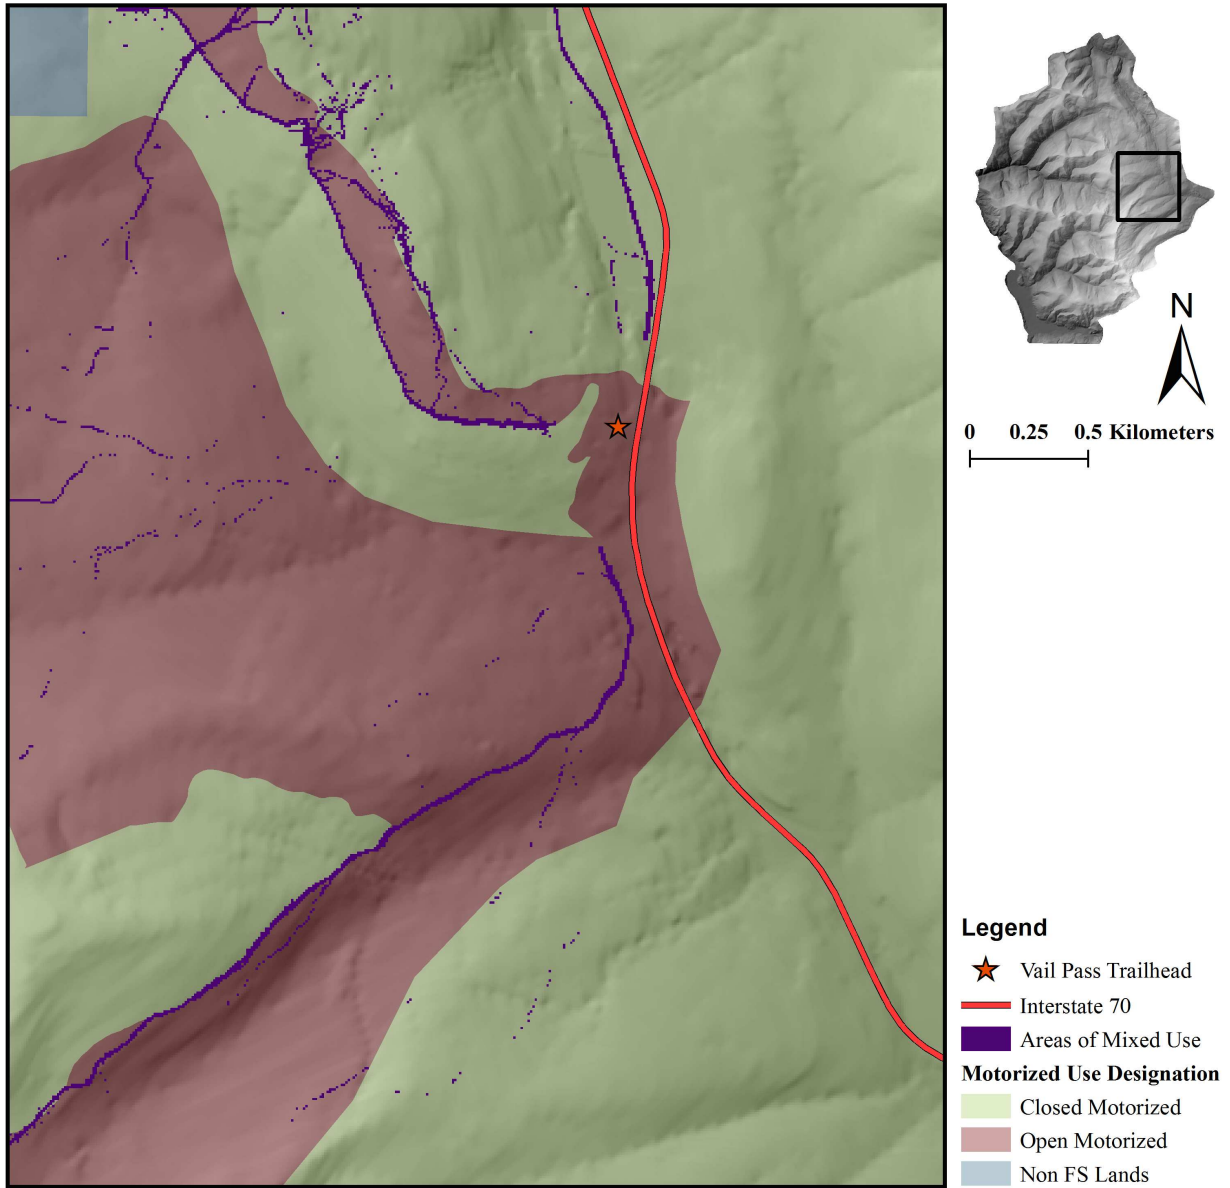 N
0 0.25 0.5 Kilometers
Legend
Vail Pass Trailhead
Interstate 70
Areas of Mixed Use
Motorized Use Designation
Closed Motorized
Open Motorized
Non FS Lands